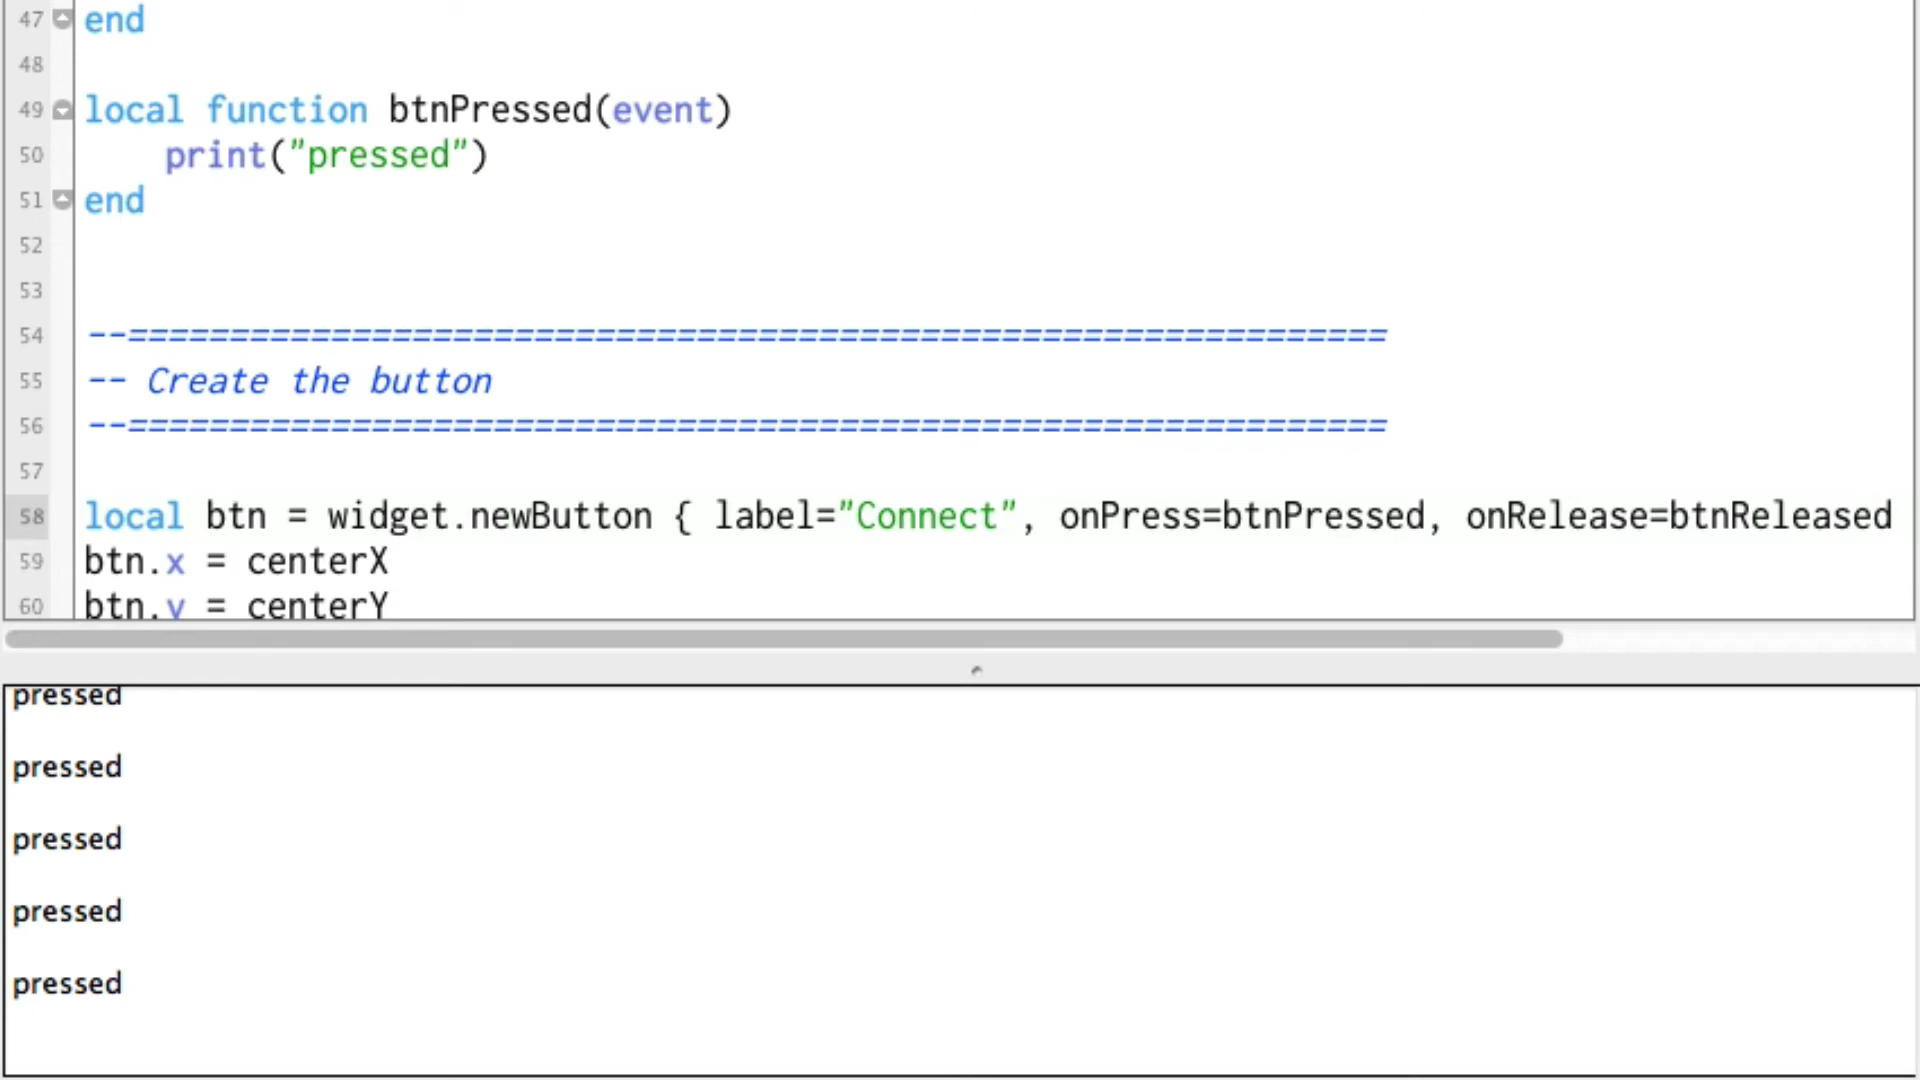 47 end
48
49 local function btnPressed(event)
50 print("pressed")
51 end
52
53
54 --===============================================================
55 -- Create the button
56 --===============================================================
57
58 local btn = widget.newButton { label="Connect", onPress=btnPressed, onRelease=btnReleased
59 btn.x = centerX
60 btn.y = centerY
pressed
pressed
pressed
pressed
pressed